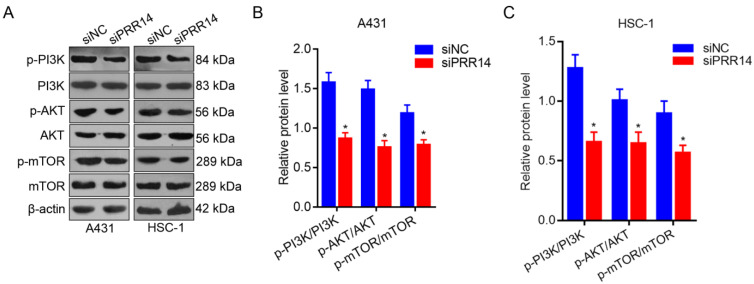 A
siNC siPRR14 siNC siPRR14
p-PI3K 84 kDa
PI3K 83 kDa
p-AKT 56 kDa
AKT 56 kDa
p-mTOR 289 kDa
mTOR 289 kDa
β-actin 42 kDa
A431 HSC-1
B
A431
siNC
siPRR14
Relative protein level
2.0
1.5
1.0
0.5
0.0
* * *
p-PI3K/PI3K
p-AKT/AKT
p-mTOR/mTOR
C
HSC-1
siNC
siPRR14
Relative protein level
1.5
1.0
0.5
0.0
* * *
p-PI3K/PI3K
p-AKT/AKT
p-mTOR/mTOR